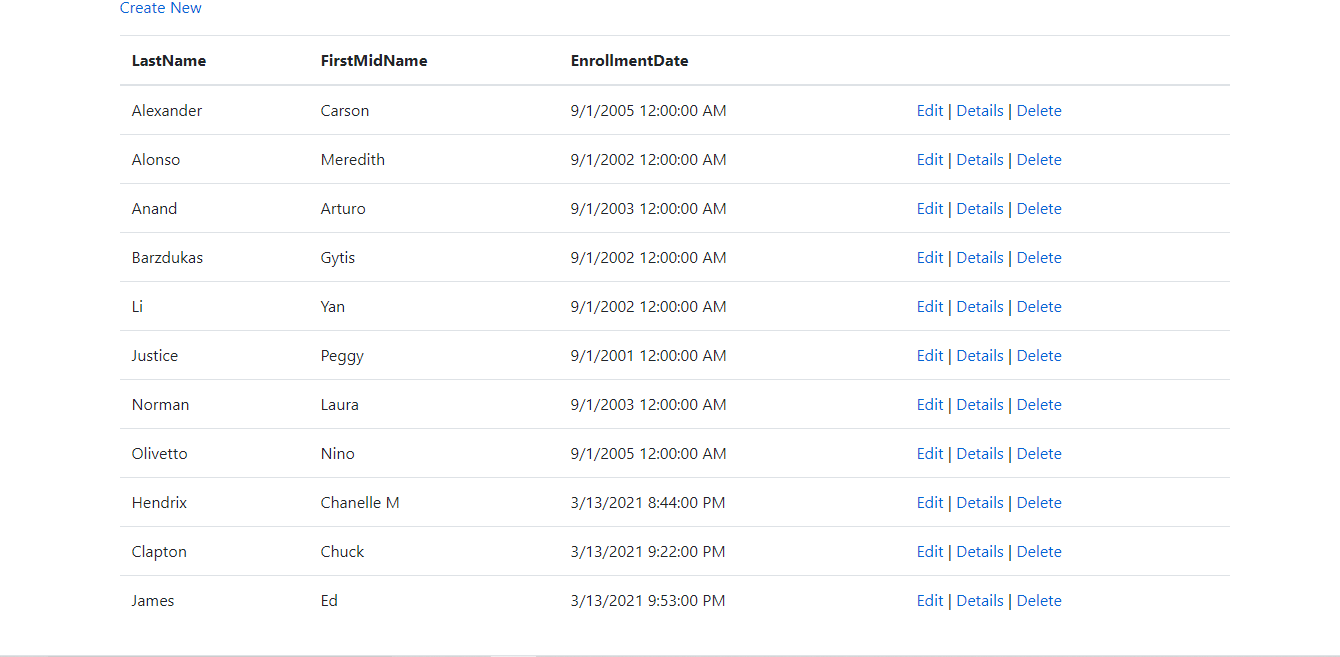 Create New
LastName FirstMidName EnrollmentDate
Alexander Carson 9/1/2005 12:00:00 AM Edit | Details | Delete
Alonso Meredith 9/1/2002 12:00:00 AM Edit | Details | Delete
Anand Arturo 9/1/2003 12:00:00 AM Edit | Details | Delete
Barzdukas Gytis 9/1/2002 12:00:00 AM Edit | Details | Delete
Li Yan 9/1/2002 12:00:00 AM Edit | Details | Delete
Justice Peggy 9/1/2001 12:00:00 AM Edit | Details | Delete
Norman Laura 9/1/2003 12:00:00 AM Edit | Details | Delete
Olivetto Nino 9/1/2005 12:00:00 AM Edit | Details | Delete
Hendrix Chanelle M 3/13/2021 8:44:00 PM Edit | Details | Delete
Clapton Chuck 3/13/2021 9:22:00 PM Edit | Details | Delete
James Ed 3/13/2021 9:53:00 PM Edit | Details | Delete